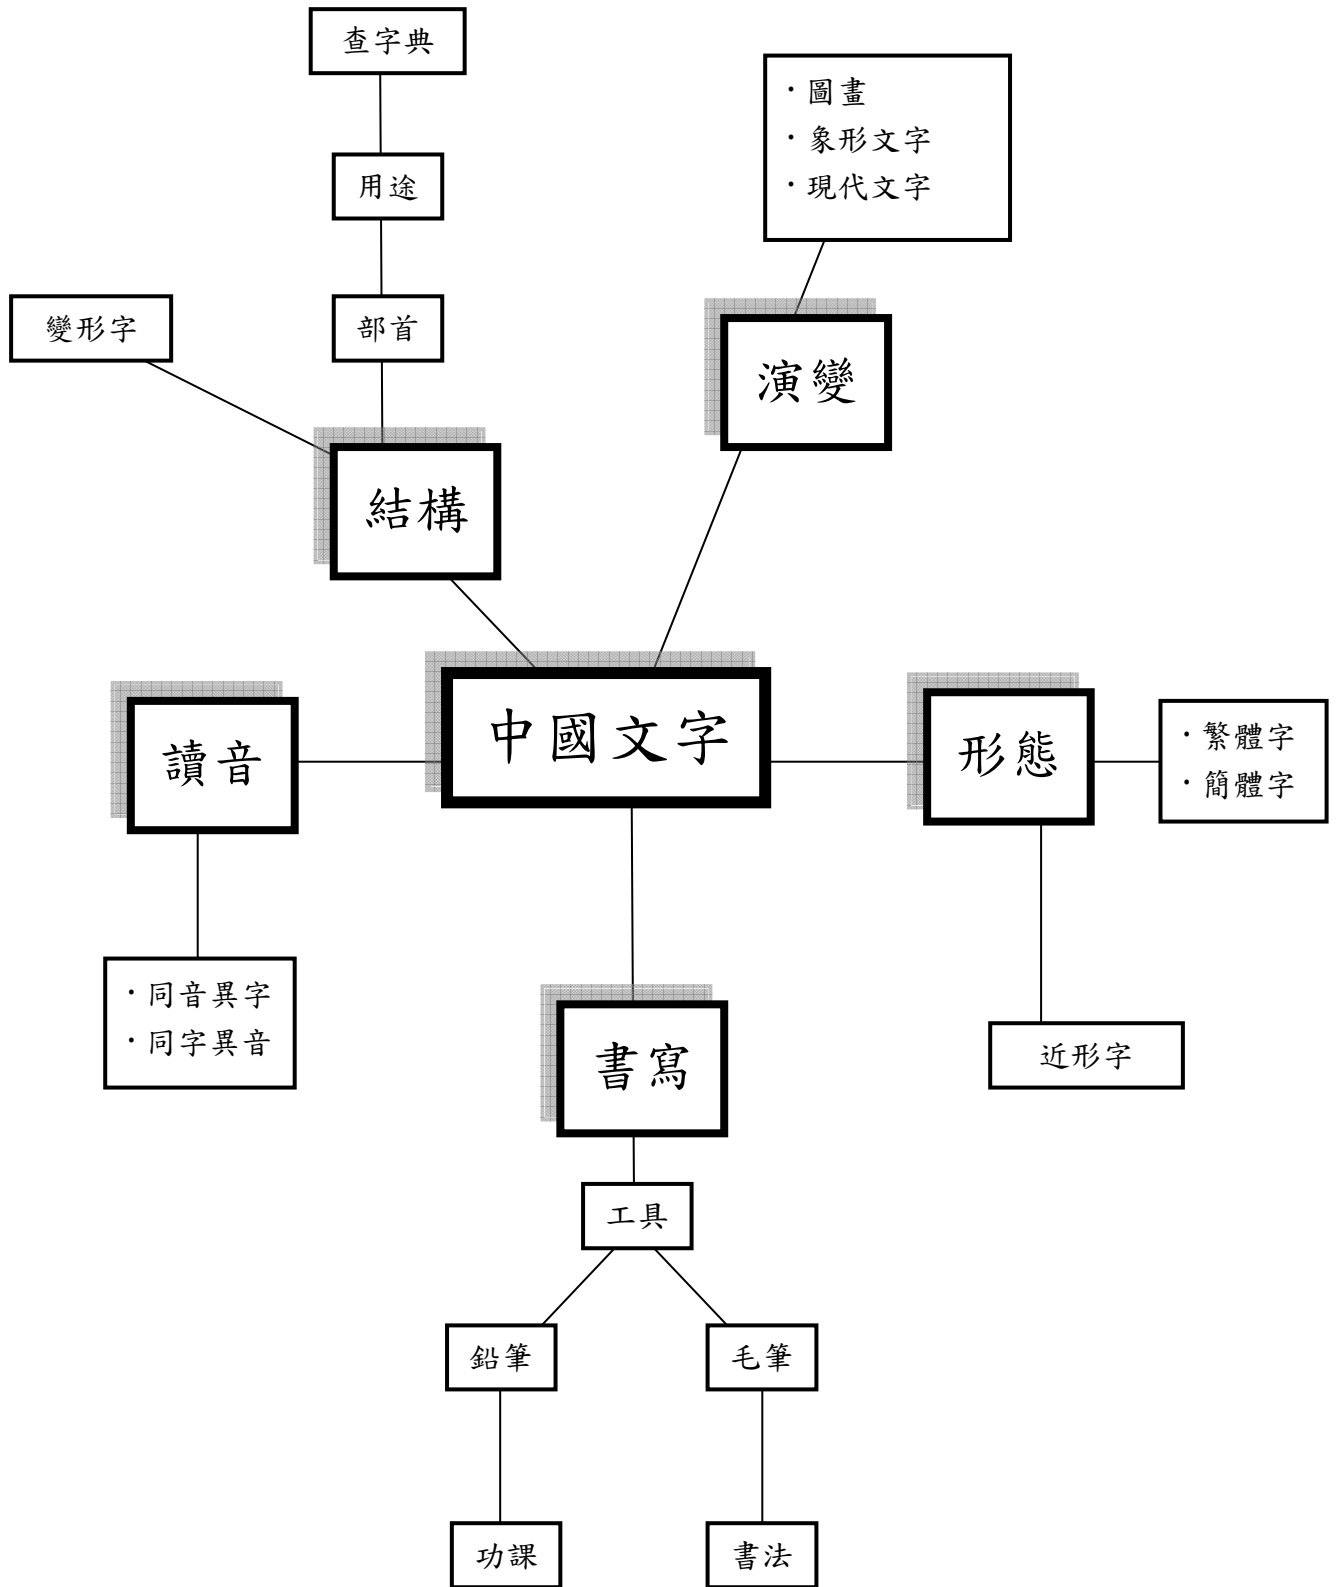 查字典
・圖畫
・象形文字
・現代文字
用途
變形字
部首
演變
結構
中國文字
讀音
形態
・繁體字
・簡體字
・同音異字
・同字異音
書寫
近形字
工具
鉛筆
毛筆
功課
書法